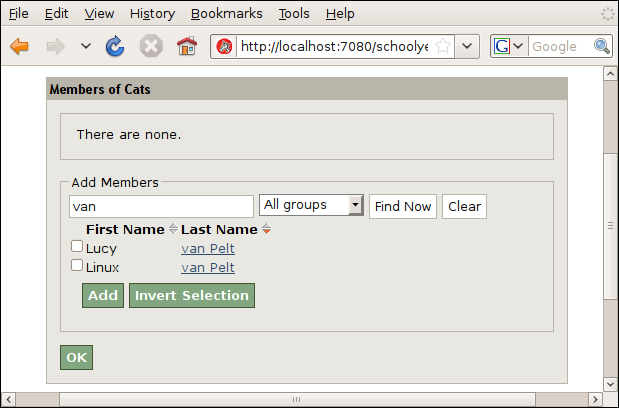 File Edit View History Bookmarks Tools Help
http://localhost:7080/schoolye
G Google
Members of Cats
There are none.
Add Members
van All groups Find Now Clear
First Name Last Name
Lucy van Pelt
Linux van Pelt
Add Invert Selection
OK